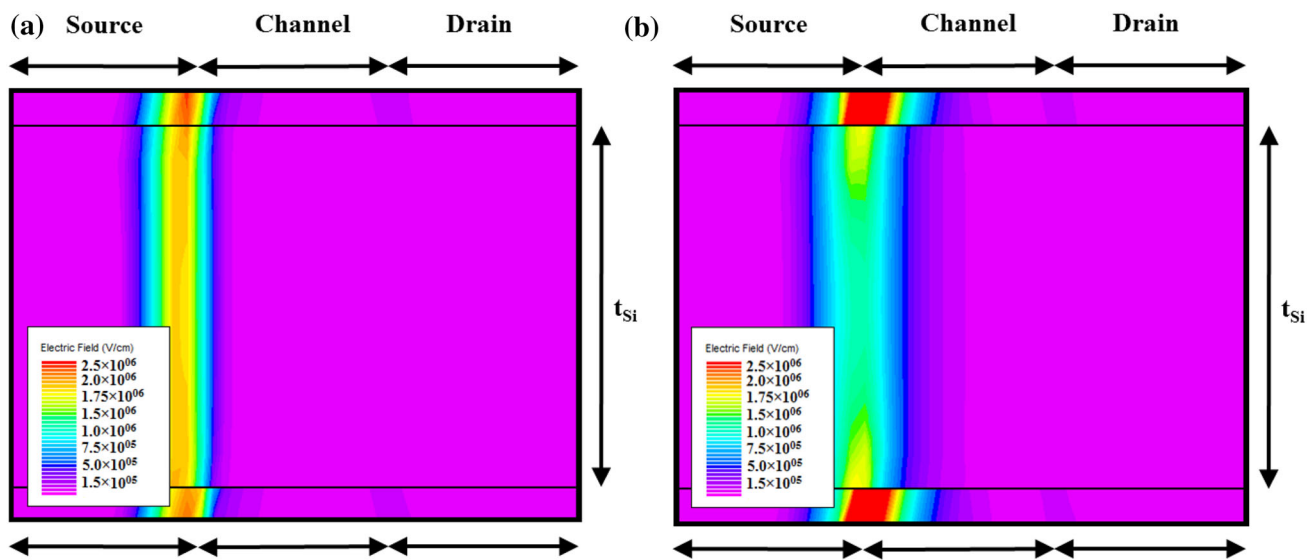 (a) Source Channel Drain
t_Si
Electric Field (V/cm)
2.5×10⁰⁶
2.0×10⁰⁶
1.75×10⁰⁶
1.5×10⁰⁶
1.0×10⁰⁶
7.5×10⁰⁵
5.0×10⁰⁵
1.5×10⁰⁵
(b) Source Channel Drain
t_Si
Electric Field (V/cm)
2.5×10⁰⁶
2.0×10⁰⁶
1.75×10⁰⁶
1.5×10⁰⁶
1.0×10⁰⁶
7.5×10⁰⁵
5.0×10⁰⁵
1.5×10⁰⁵